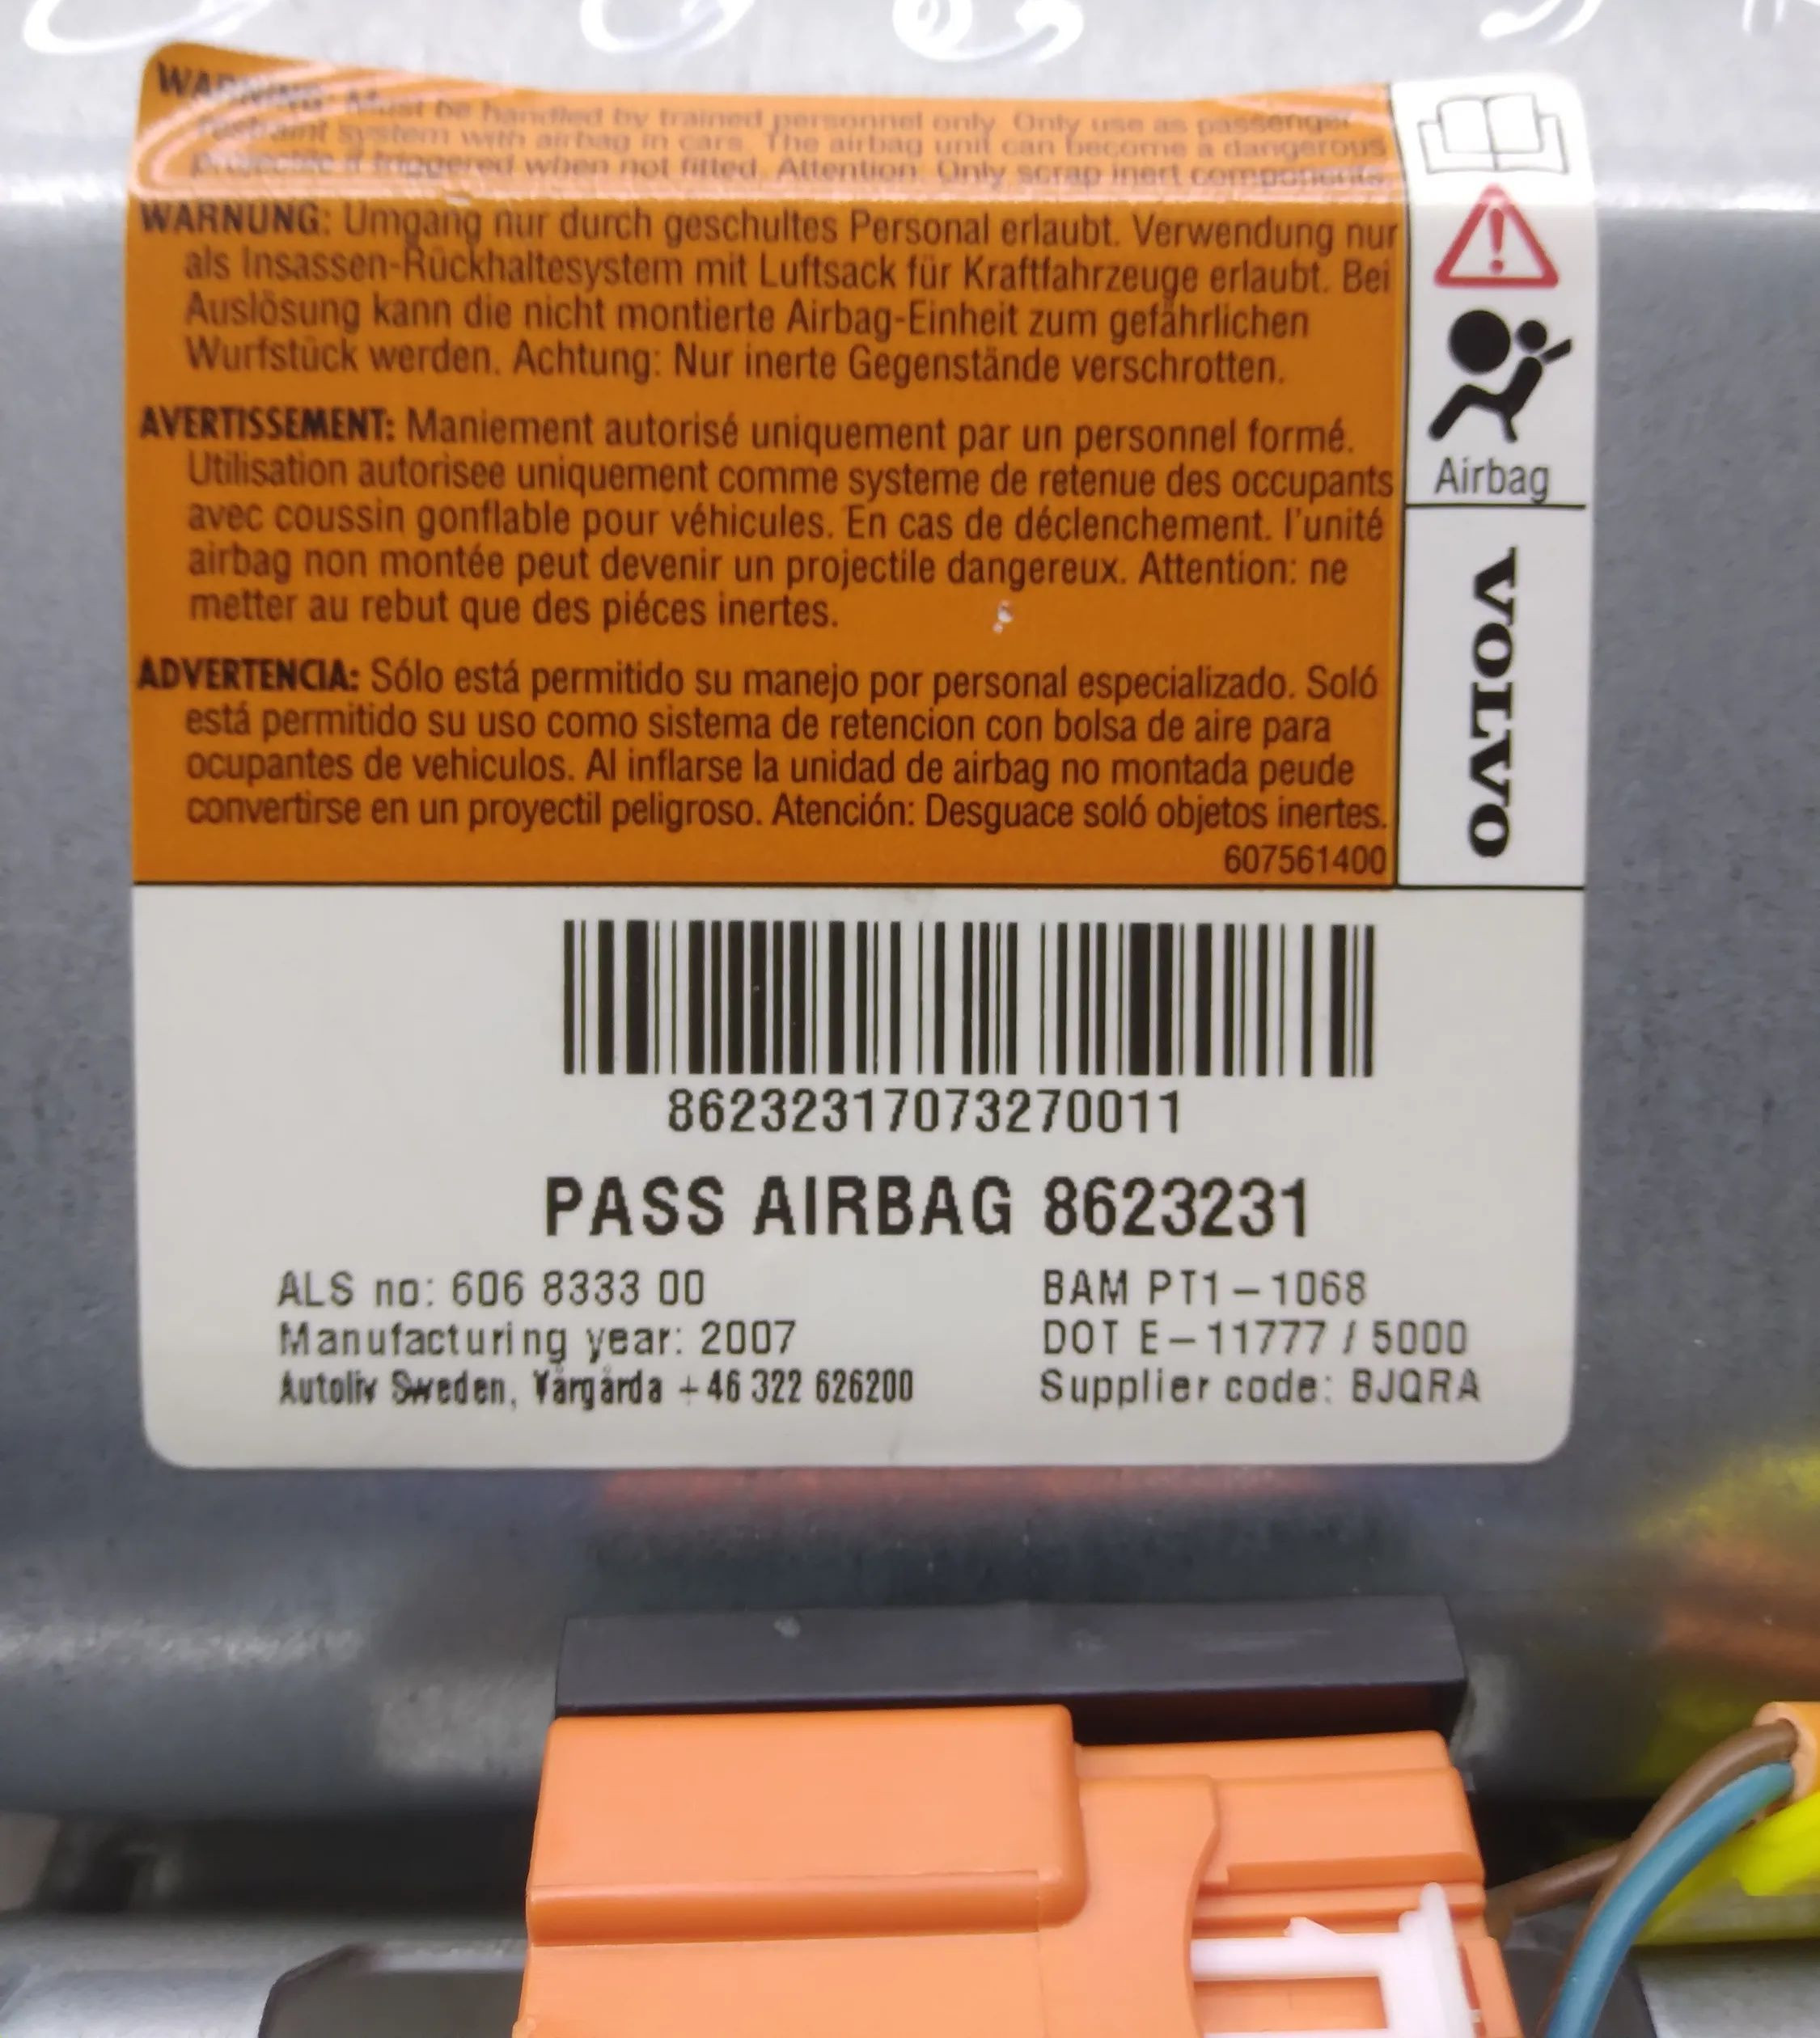 WARNING: Must be handled by trained personnel only. Only use as passenger
restraint system with airbag in cars. The airbag unit can become a dangerous
projectile if triggered when not fitted. Attention: Only scrap inert components.
WARNUNG: Umgang nur durch geschultes Personal erlaubt. Verwendung nur
als Insassen-Rückhaltesystem mit Luftsack für Kraftfahrzeuge erlaubt. Bei
Auslösung kann die nicht montierte Airbag-Einheit zum gefährlichen
Wurfstück werden. Achtung: Nur inerte Gegenstände verschrotten.
AVERTISSEMENT: Maniement autorisé uniquement par un personnel formé.
Utilisation autorisee uniquement comme systeme de retenue des occupants
avec coussin gonflable pour véhicules. En cas de déclenchement. l'unité
airbag non montée peut devenir un projectile dangereux. Attention: ne
metter au rebut que des piéces inertes.
ADVERTENCIA: Sólo está permitido su manejo por personal especializado. Soló
está permitido su uso como sistema de retencion con bolsa de aire para
ocupantes de vehiculos. Al inflarse la unidad de airbag no montada peude
convertirse en un proyectil peligroso. Atención: Desguace soló objetos inertes.
607561400
Airbag
VOLVO
86232317073270011
PASS AIRBAG 8623231
ALS no: 606 8333 00
Manufacturing year: 2007
Autoliv Sweden, Vårgårda +46 322 626200
BAM PT1-1068
DOT E-11777 / 5000
Supplier code: BJQRA